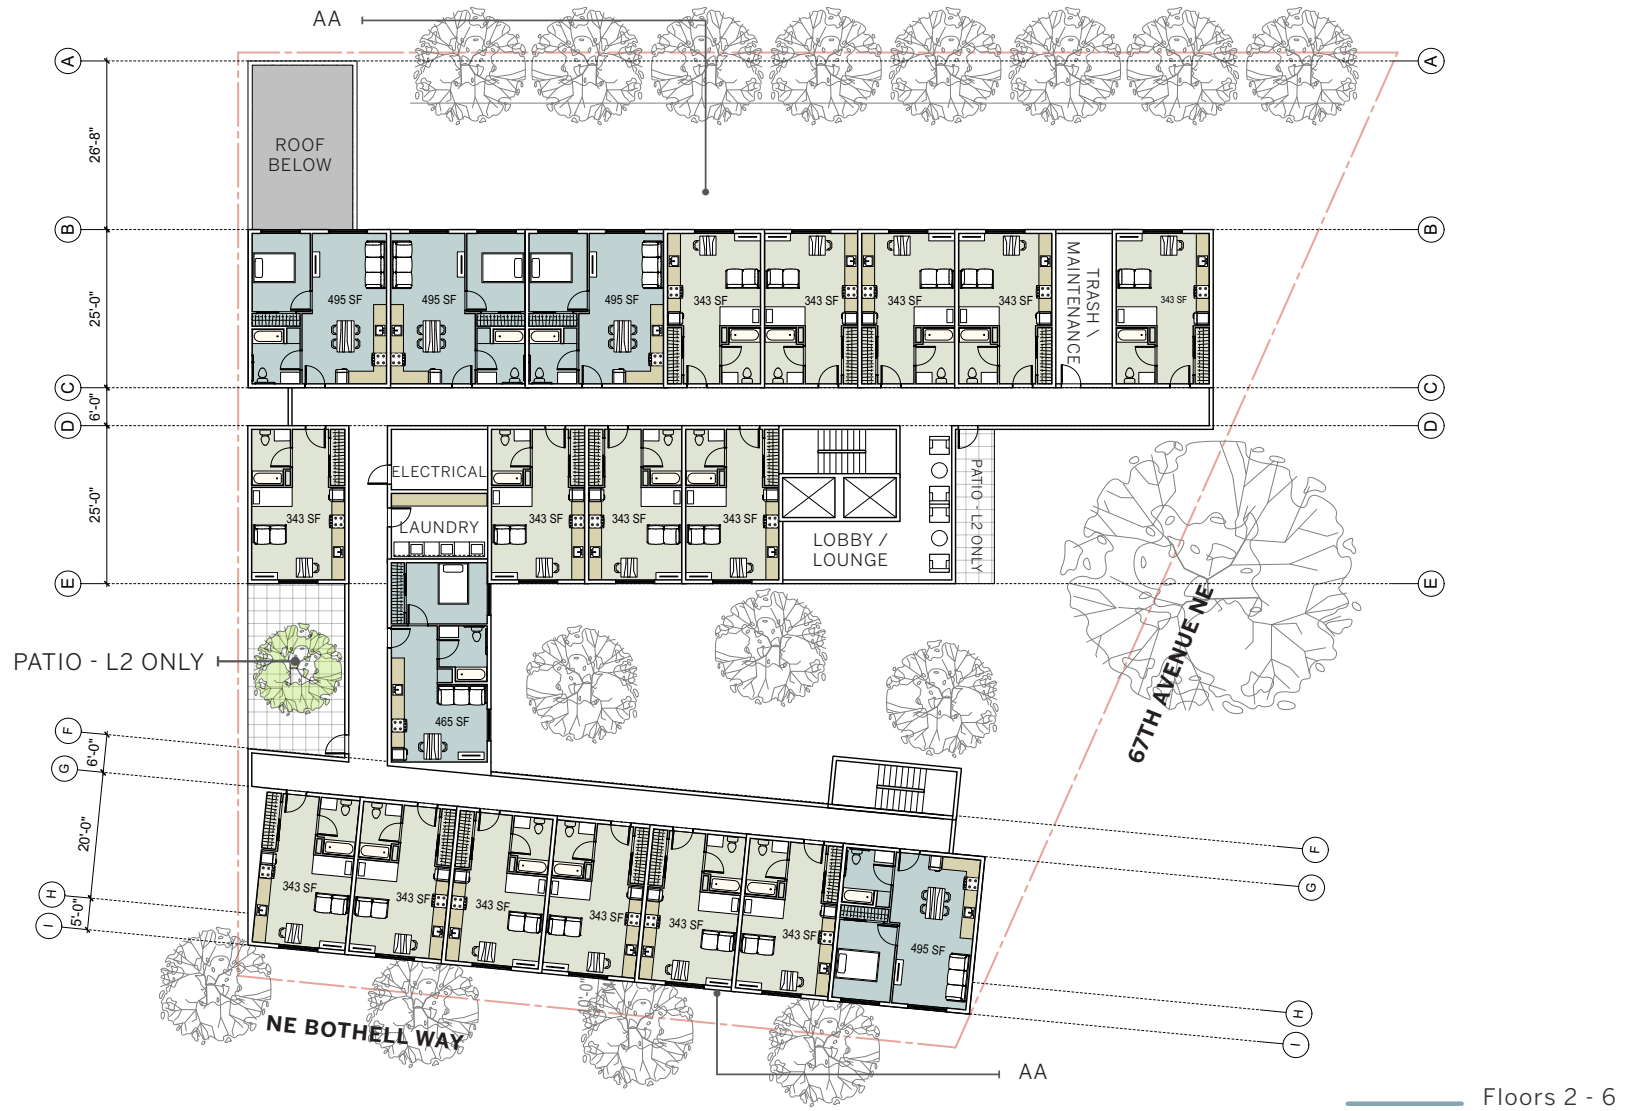 AA
A
A
26'-8"
ROOF
BELOW
B
B
25'-0"
495 SF
495 SF
495 SF
343 SF
343 SF
343 SF
343 SF
TRASH \
MAINTENANCE
343 SF
C
C
6'-0"
D
D
25'-0"
ELECTRICAL
LAUNDRY
343 SF
343 SF
343 SF
343 SF
LOBBY /
LOUNGE
PATIO - L2 ONLY
E
E
67TH AVENUE NE
PATIO - L2 ONLY
465 SF
F
6'-0"
G
20'-0"
H
5'-0"
I
343 SF
343 SF
343 SF
343 SF
343 SF
343 SF
495 SF
F
G
H
I
NE BOTHELL WAY
AA
Floors 2 - 6